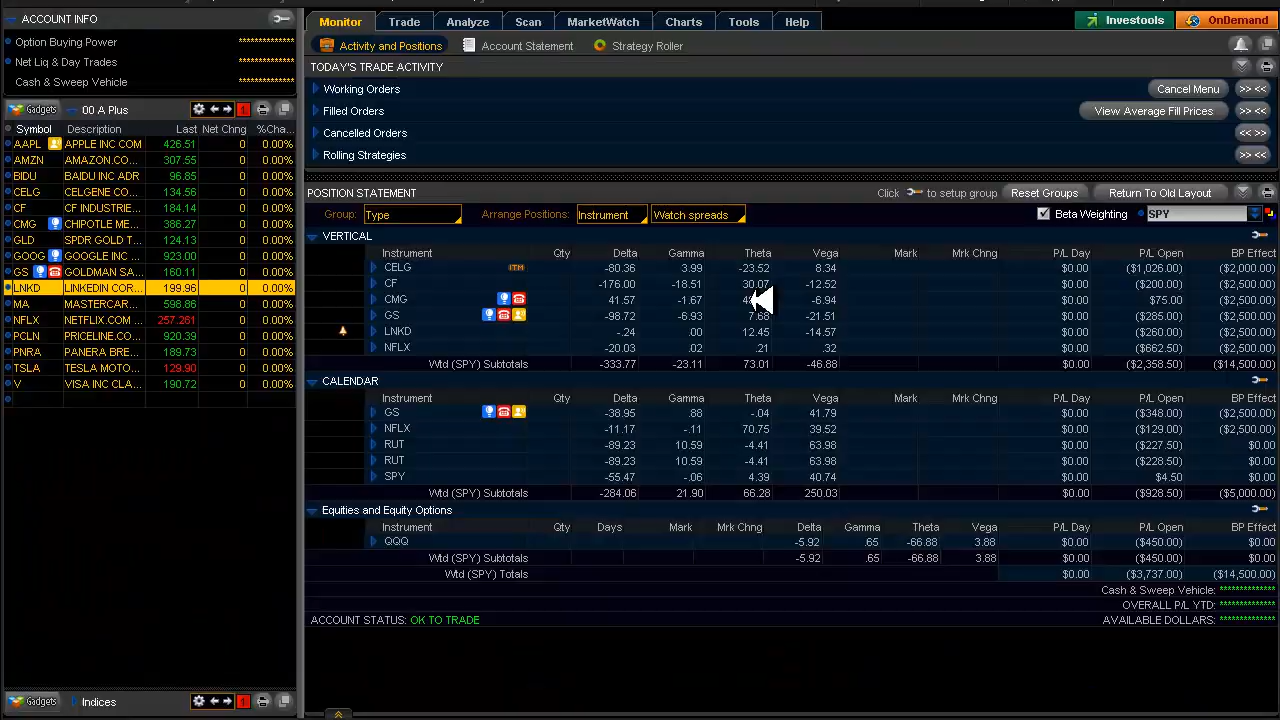 ACCOUNT INFO
Option Buying Power ***************
Net Liq & Day Trades ***************
Cash & Sweep Vehicle ***************
Gadgets 00 A Plus 1
Symbol Description Last Net Chng %Cha...
AAPL APPLE INC COM 426.51 0 0.00%
AMZN AMAZON.CO... 307.55 0 0.00%
BIDU BAIDU INC ADR 96.85 0 0.00%
CELG CELGENE CO... 134.56 0 0.00%
CF CF INDUSTRIE... 184.14 0 0.00%
CMG CHIPOTLE ME... 386.27 0 0.00%
GLD SPDR GOLD T... 124.13 0 0.00%
GOOG GOOGLE INC ... 923.00 0 0.00%
GS GOLDMAN SA... 160.11 0 0.00%
LNKD LINKEDIN COR... 199.96 0 0.00%
MA MASTERCAR... 598.86 0 0.00%
NFLX NETFLIX.COM ... 257.261 0 0.00%
PCLN PRICELINE.CO... 920.39 0 0.00%
PNRA PANERA BRE... 189.73 0 0.00%
TSLA TESLA MOTO... 129.90 0 0.00%
V VISA INC CLA... 190.72 0 0.00%
Gadgets Indices 1
Monitor Trade Analyze Scan MarketWatch Charts Tools Help Investools OnDemand
Activity and Positions Account Statement Strategy Roller
TODAY'S TRADE ACTIVITY
Working Orders Cancel Menu >> <<
Filled Orders View Average Fill Prices >> <<
Cancelled Orders << >>
Rolling Strategies >> <<
POSITION STATEMENT Click to setup group Reset Groups Return To Old Layout
Group: Type Arrange Positions: Instrument Watch spreads Beta Weighting SPY
VERTICAL
Instrument Qty Delta Gamma Theta Vega Mark Mrk Chng P/L Day P/L Open BP Effect
CELG ITM -60.36 3.99 -23.52 8.34 $0.00 ($1,026.00) ($2,000.00)
CF -176.00 -18.51 30.07 -12.52 $0.00 ($200.00) ($2,500.00)
CMG 41.57 -1.67 -6.94 $0.00 $75.00 ($2,500.00)
GS -98.72 -6.93 7.68 -21.51 $0.00 ($285.00) ($2,500.00)
LNKD -.24 .00 12.45 -14.57 $0.00 ($260.00) ($2,500.00)
NFLX -20.03 .02 .21 .32 $0.00 ($662.50) ($2,500.00)
Wtd (SPY) Subtotals -333.77 -23.11 73.01 -46.88 $0.00 ($2,358.50) ($14,500.00)
CALENDAR
Instrument Qty Delta Gamma Theta Vega Mark Mrk Chng P/L Day P/L Open BP Effect
GS -38.95 .88 -.04 41.79 $0.00 ($348.00) ($2,500.00)
NFLX -11.17 -.11 70.75 39.52 $0.00 ($129.00) ($2,500.00)
RUT -89.23 10.59 -4.41 63.98 $0.00 ($227.50) $0.00
RUT -89.23 10.59 -4.41 63.98 $0.00 ($228.50) $0.00
SPY -55.47 -.06 4.39 40.74 $0.00 $4.50 $0.00
Wtd (SPY) Subtotals -284.06 21.90 66.28 250.03 $0.00 ($928.50) ($5,000.00)
Equities and Equity Options
Instrument Qty Days Mark Mrk Chng Delta Gamma Theta Vega P/L Day P/L Open BP Effect
QQQ -5.92 .65 -66.88 3.88 $0.00 ($450.00) $0.00
Wtd (SPY) Subtotals -5.92 .65 -66.88 3.88 $0.00 ($450.00) $0.00
Wtd (SPY) Totals $0.00 ($3,737.00) ($14,500.00)
Cash & Sweep Vehicle: ***************
OVERALL P/L YTD: ***************
ACCOUNT STATUS: OK TO TRADE AVAILABLE DOLLARS: ***************